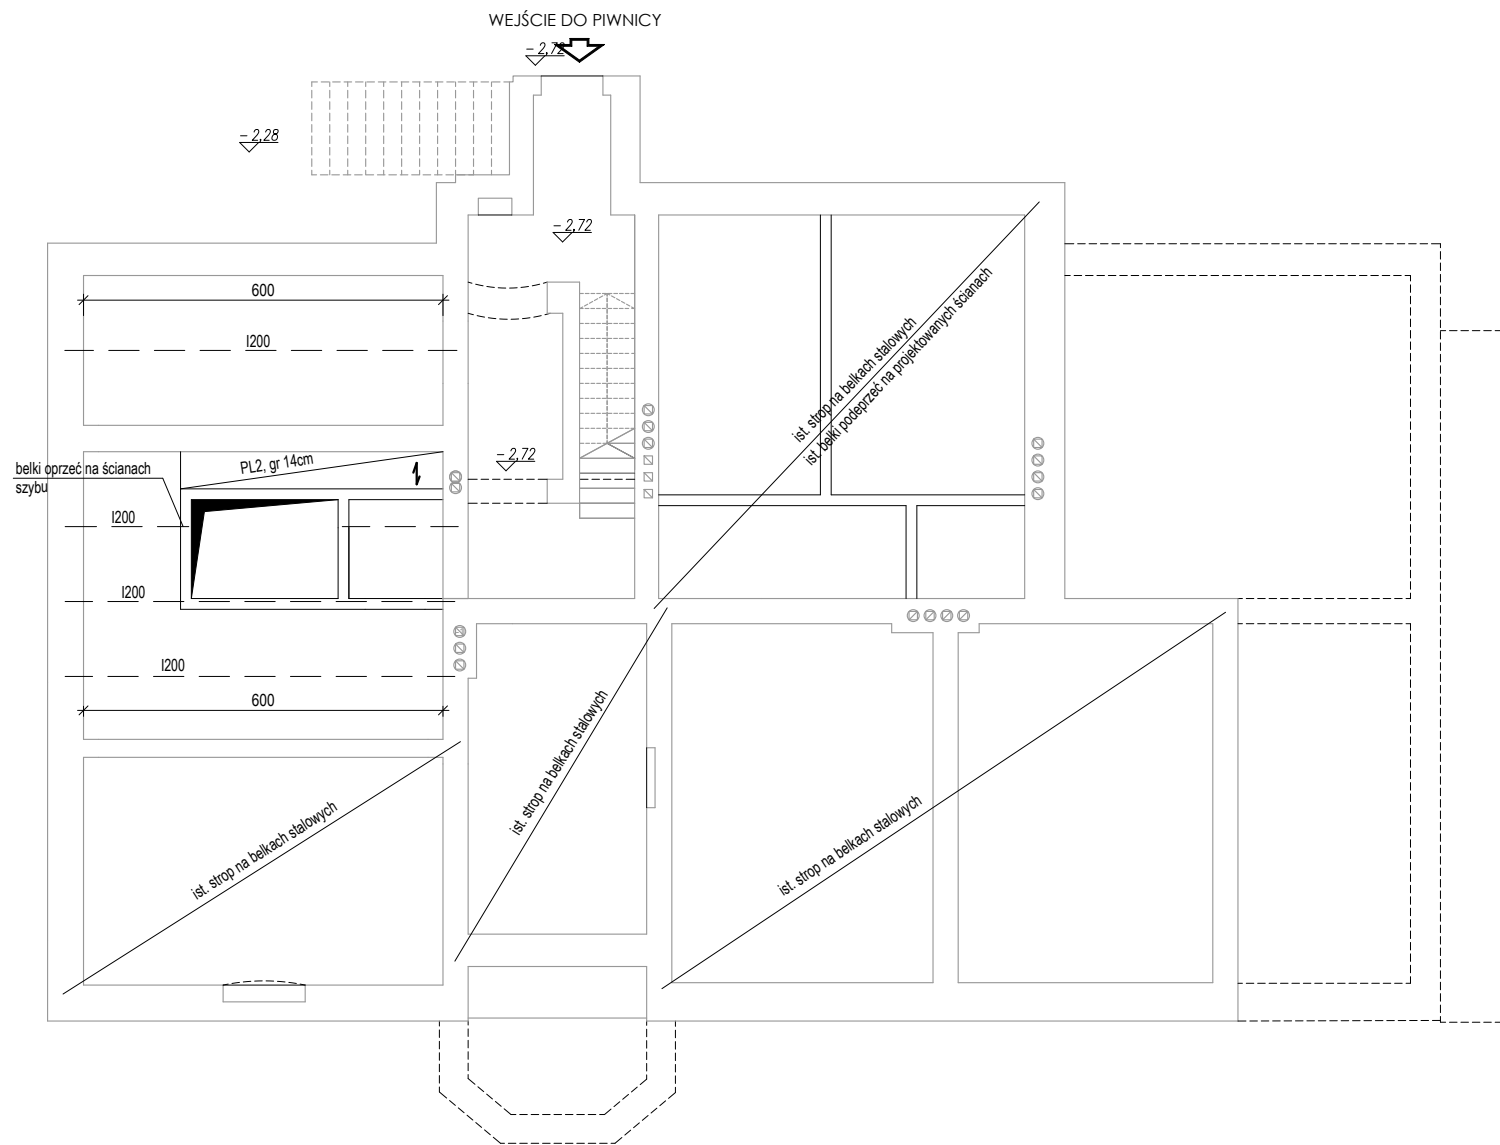 WEJŚCIE DO PIWNICY
– 2,72
– 2,28
– 2,72
600
I200
ist. strop na belkach stalowych
ist. belki podeprzeć na projektowanych ścianach
– 2,72
PL2, gr 14cm
belki oprzeć na ścianach
szybu
I200
I200
I200
600
ist. strop na belkach stalowych
ist. strop na belkach stalowych
ist. strop na belkach stalowych